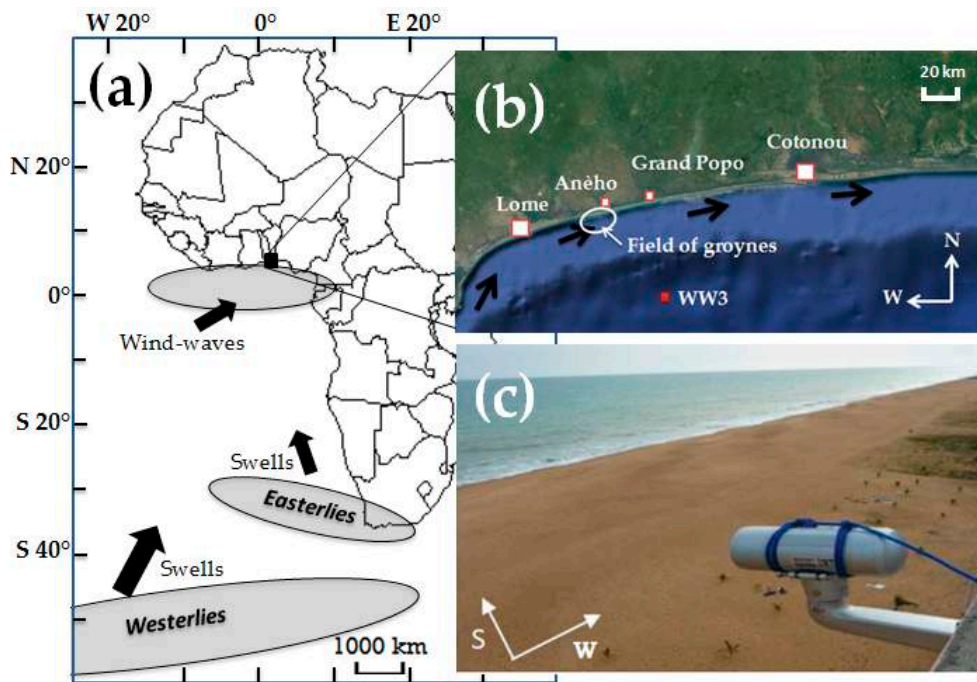 W 20° 0° E 20°
(a)
N 20°
0°
Wind-waves
S 20°
Swells
Easterlies
S 40°
Swells
Westerlies
1000 km
(b)
20 km
Cotonou
Grand Popo
Anèho
Lome
Field of groynes
N
W
WW3
(c)
S
W